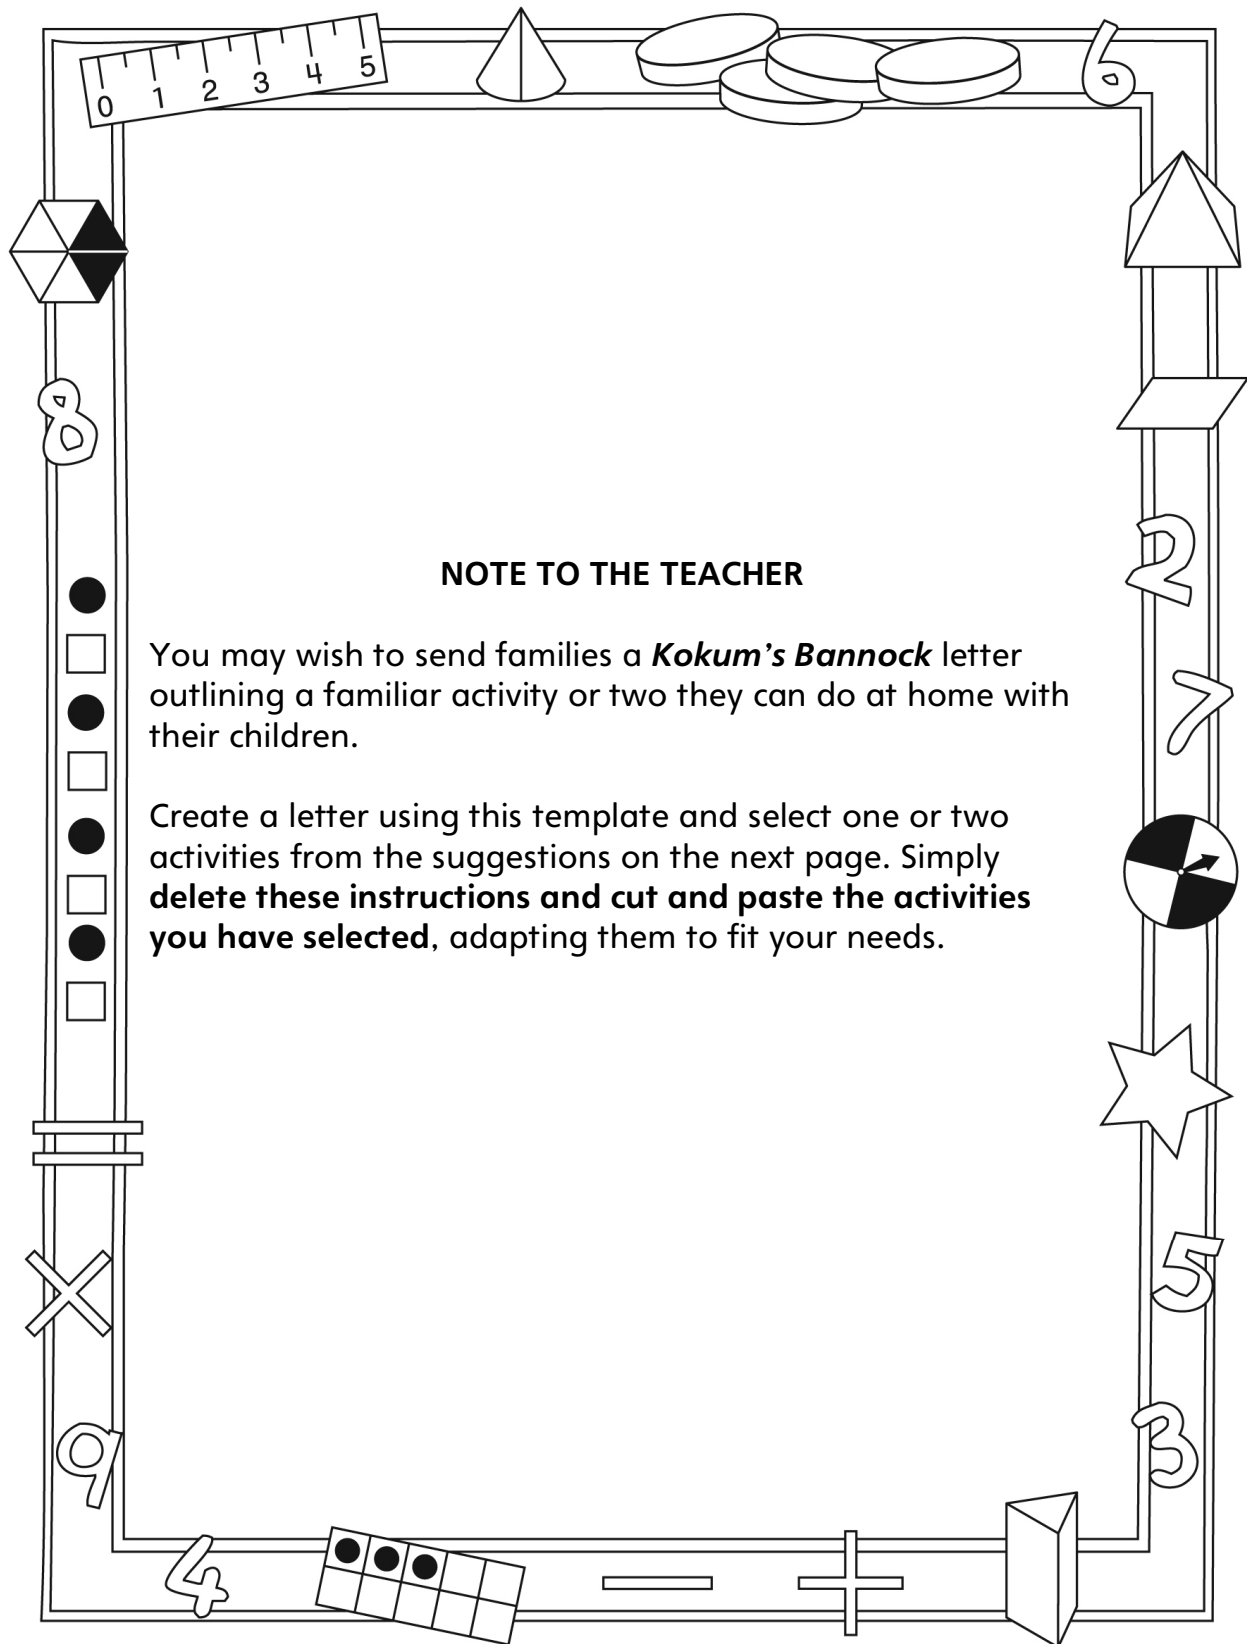 0 1 2 3 4 5
6
8
2
7
5
3
9
4
NOTE TO THE TEACHER
You may wish to send families a Kokum’s Bannock letter
outlining a familiar activity or two they can do at home with
their children.
Create a letter using this template and select one or two
activities from the suggestions on the next page. Simply
delete these instructions and cut and paste the activities
you have selected, adapting them to fit your needs.